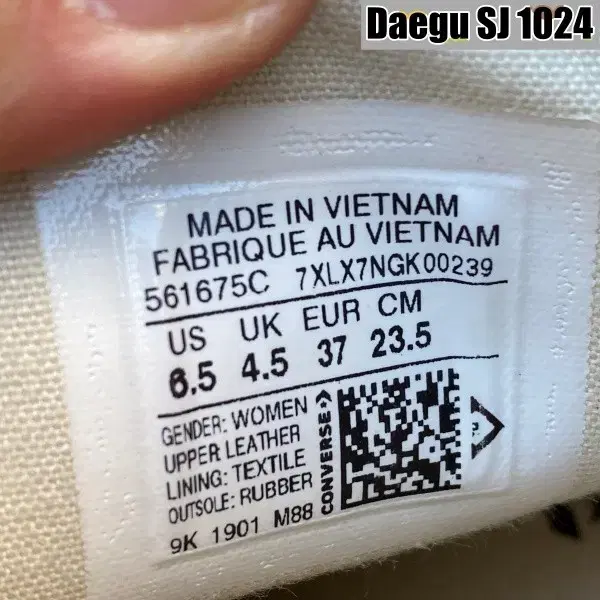 Daegu SJ 1024
MADE IN VIETNAM
FABRIQUE AU VIETNAM
561675C 7XLX7NGK00239
US UK EUR CM
6.5 4.5 37 23.5
GENDER: WOMEN
UPPER: LEATHER
LINING: TEXTILE
OUTSOLE: RUBBER
CONVERSE
9K 1901 M88